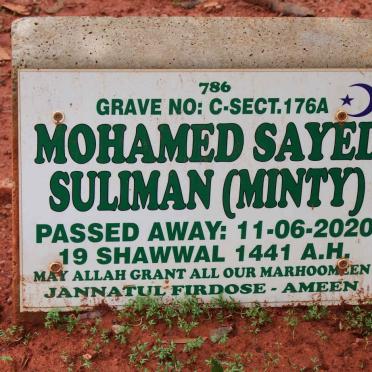 786
GRAVE NO: C-SECT.176A
MOHAMED SAYED
SULIMAN (MINTY)
PASSED AWAY: 11-06-2020
19 SHAWWAL 1441 A.H.
MAY ALLAH GRANT ALL OUR MARHOOMEEN
JANNATUL FIRDOSE - AMEEN